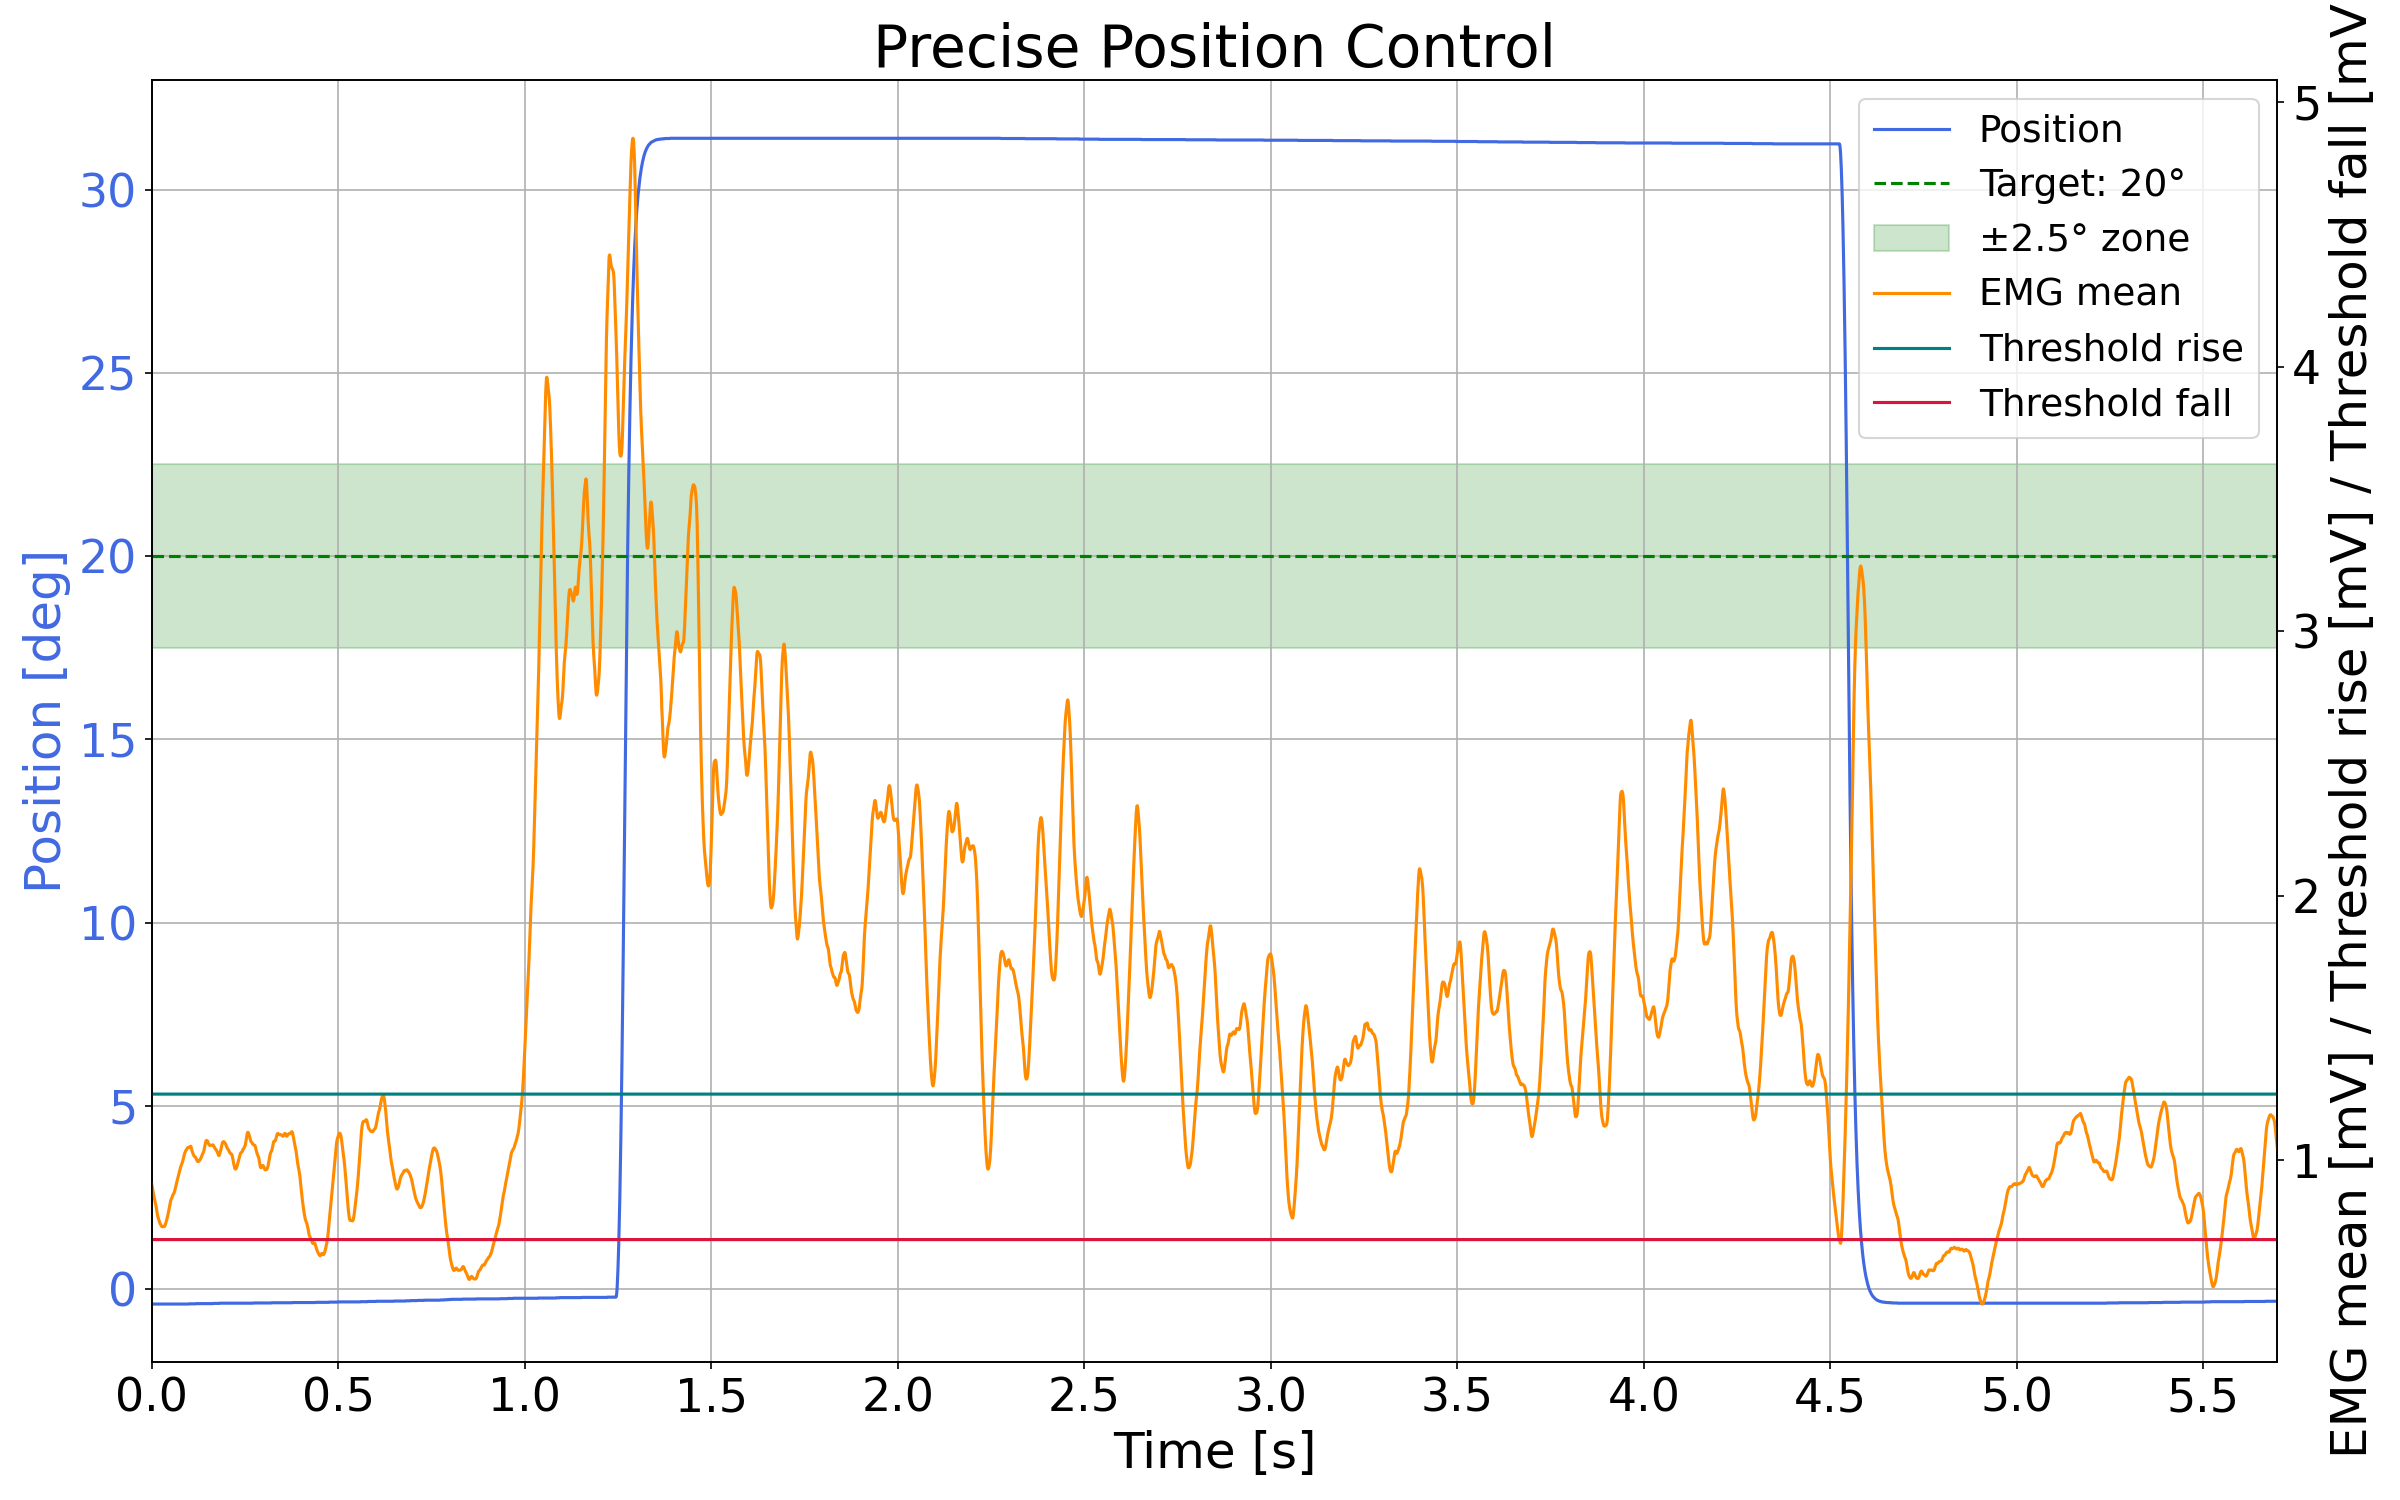 Precise Position Control
Position [deg]
30
25
20
15
10
5
0
0.0 0.5 1.0 1.5 2.0 2.5 3.0 3.5 4.0 4.5 5.0 5.5
Time [s]
5
4
3
2
1
EMG mean [mV] / Threshold rise [mV] / Threshold fall [mV
Position
Target: 20°
±2.5° zone
EMG mean
Threshold rise
Threshold fall